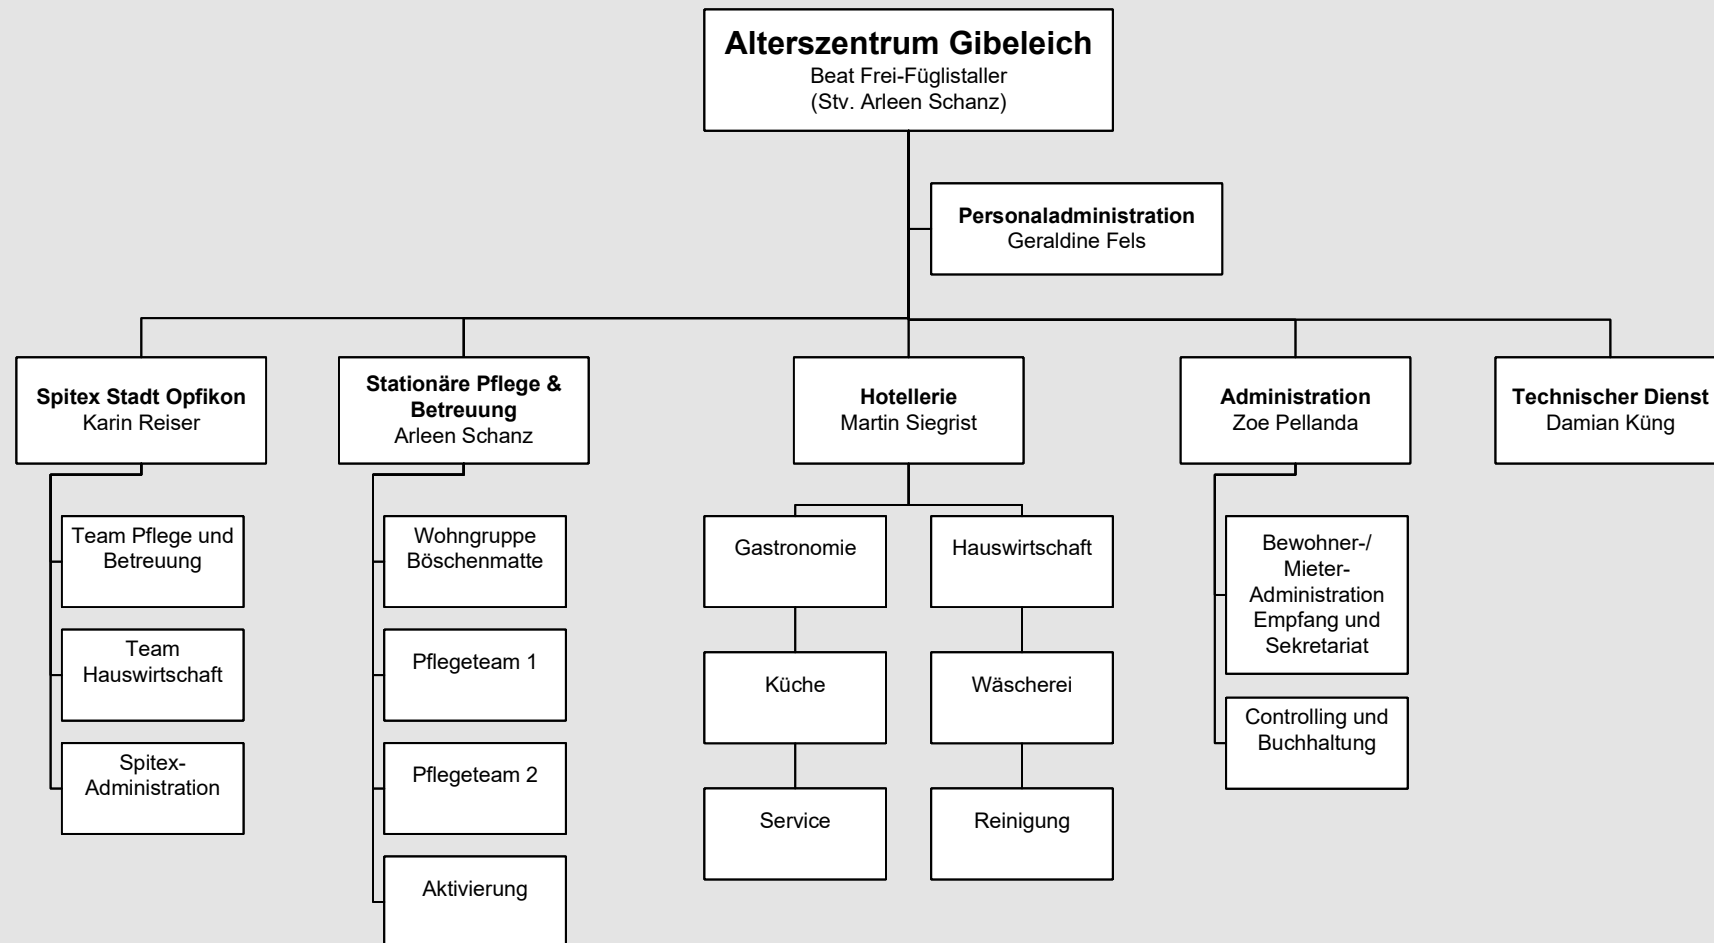 Alterszentrum Gibeleich
Beat Frei-Füglistaller
(Stv. Arleen Schanz)
Personaladministration
Geraldine Fels
Spitex Stadt Opfikon
Karin Reiser
Stationäre Pflege &
Betreuung
Arleen Schanz
Hotellerie
Martin Siegrist
Administration
Zoe Pellanda
Technischer Dienst
Damian Küng
Team Pflege und
Betreuung
Team
Hauswirtschaft
Spitex-
Administration
Wohngruppe
Böschenmatte
Pflegeteam 1
Pflegeteam 2
Aktivierung
Gastronomie
Küche
Service
Hauswirtschaft
Wäscherei
Reinigung
Bewohner-/
Mieter-
Administration
Empfang und
Sekretariat
Controlling und
Buchhaltung